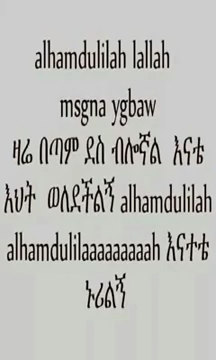 alhamdulilah lallah
msgna ygbaw
ዛሬ በጣም ደስ ብሎኛል እናቴ
እህት ወለደችልኝ alhamdulilah
alhamdulilaaaaaaaaah እናተቴ
ኑሪልኝ